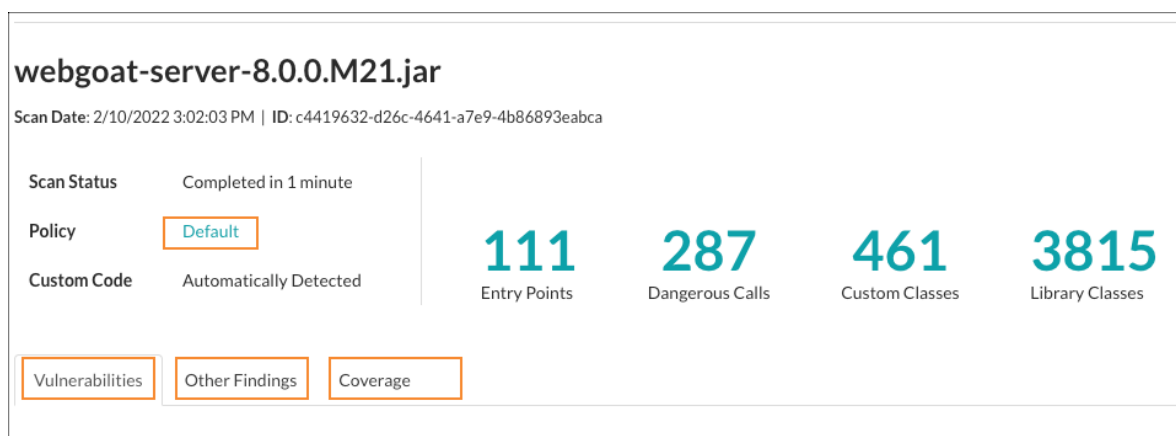 webgoat-server-8.0.0.M21.jar
Scan Date: 2/10/2022 3:02:03 PM | ID: c4419632-d26c-4641-a7e9-4b86893eabca
Scan Status Completed in 1 minute
Policy Default
Custom Code Automatically Detected
111 287 461 3815
Entry Points Dangerous Calls Custom Classes Library Classes
Vulnerabilities Other Findings Coverage